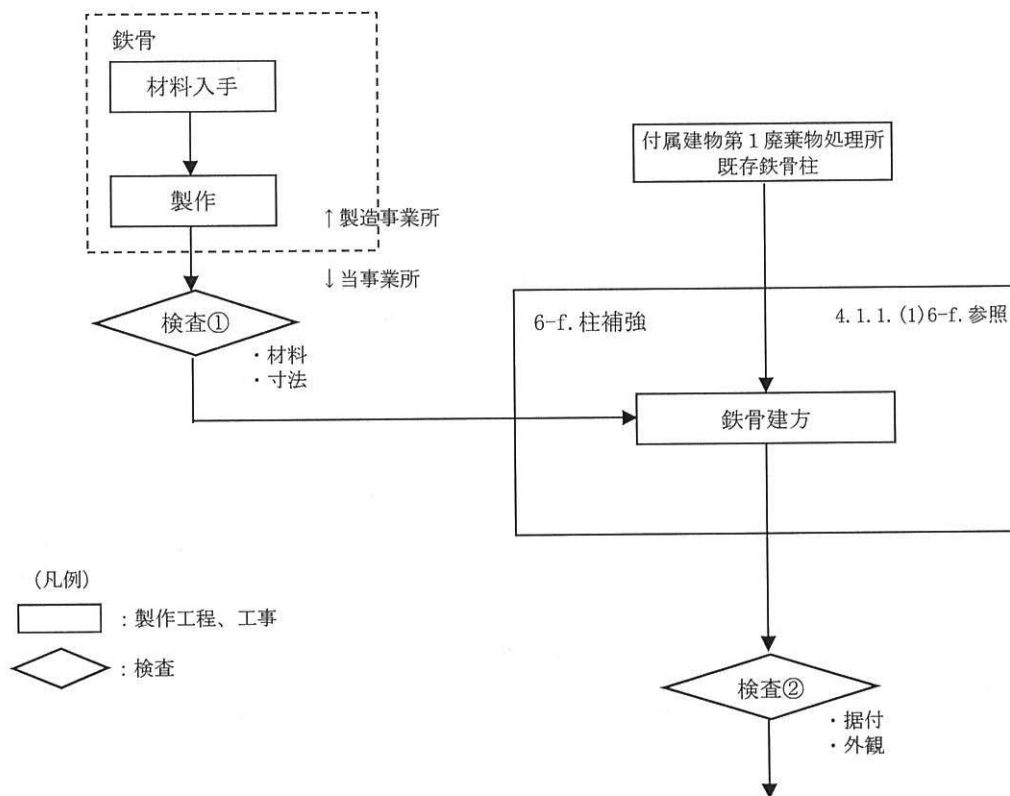 鉄骨
材料入手
製作
↑製造事業所
↓当事業所
検査①
・材料
・寸法
付属建物第1廃棄物処理所
既存鉄骨柱
6-f.柱補強
4.1.1.(1)6-f.参照
鉄骨建方
検査②
・据付
・外観
(凡例)
：製作工程、工事
：検査